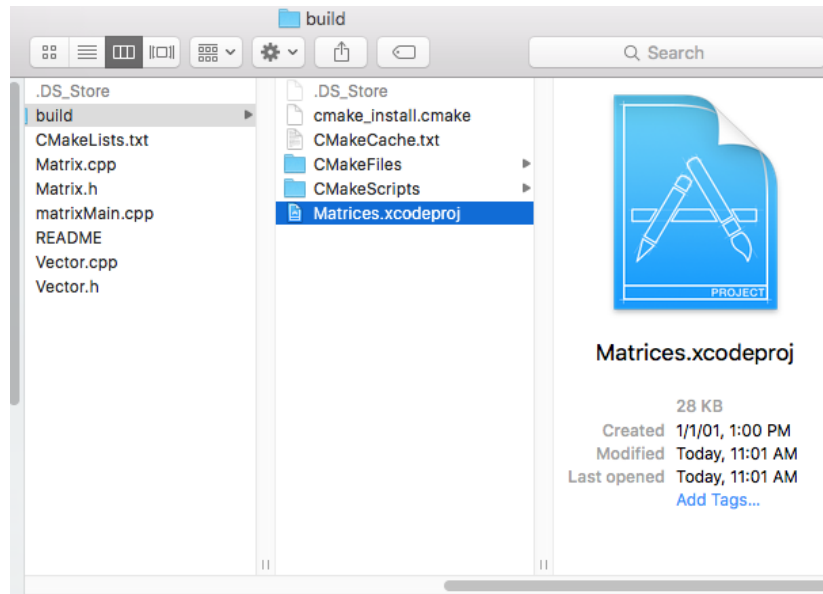 build
Search
.DS_Store
build
CMakeLists.txt
Matrix.cpp
Matrix.h
matrixMain.cpp
README
Vector.cpp
Vector.h
.DS_Store
cmake_install.cmake
CMakeCache.txt
CMakeFiles
CMakeScripts
Matrices.xcodeproj
PROJECT
Matrices.xcodeproj
28 KB
Created 1/1/01, 1:00 PM
Modified Today, 11:01 AM
Last opened Today, 11:01 AM
Add Tags...